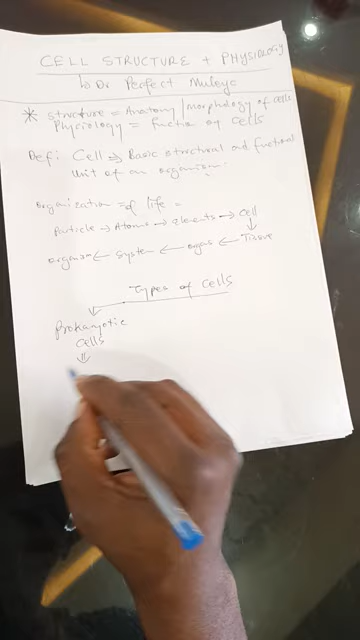 CELL STRUCTURE + PHYSIOLOGY
↳ Dr Perfect Muleye
* Structure = Anatomy / morphology of cells
Physiology = function of cells
Def: Cell → Basic structural and functional
unit of an organism.
Organization of life =
Particle → Atoms → Elements → Cell
Organs ← System ← organ ← Tissue
Types of cells
Prokaryotic
cells